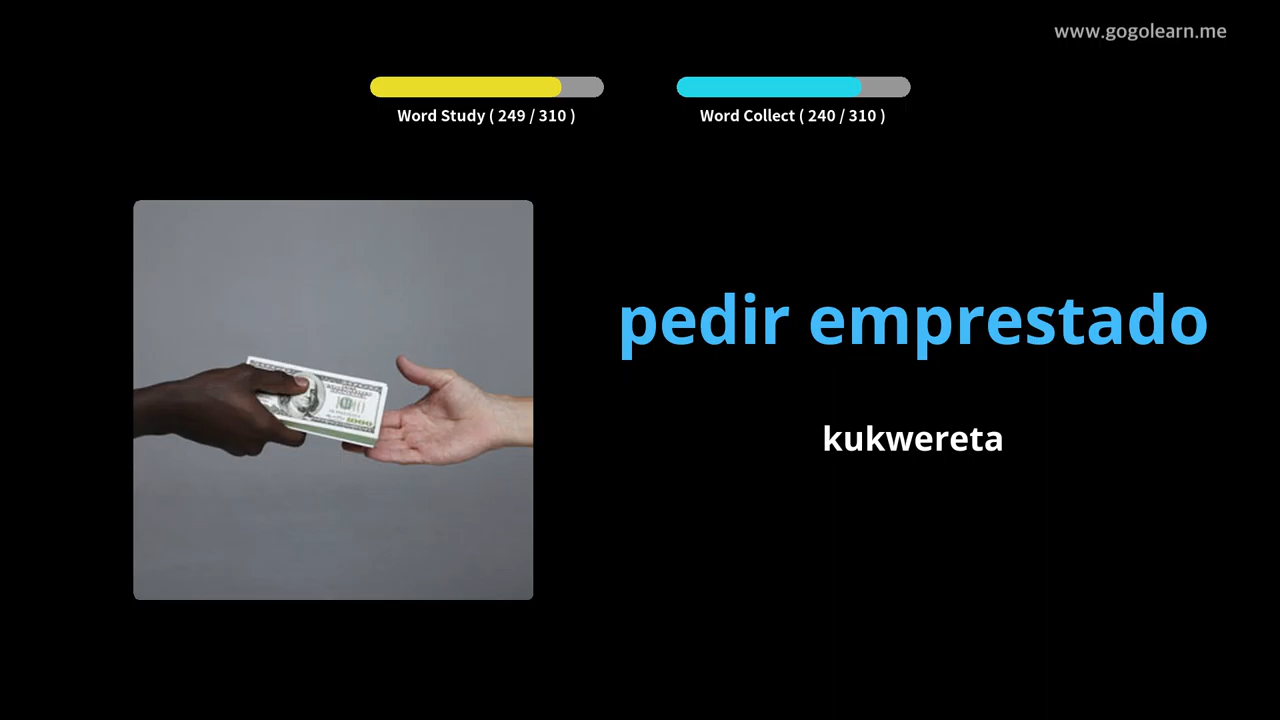 www.gogolearn.me
Word Study ( 249 / 310 )
Word Collect ( 240 / 310 )
pedir emprestado
kukwereta